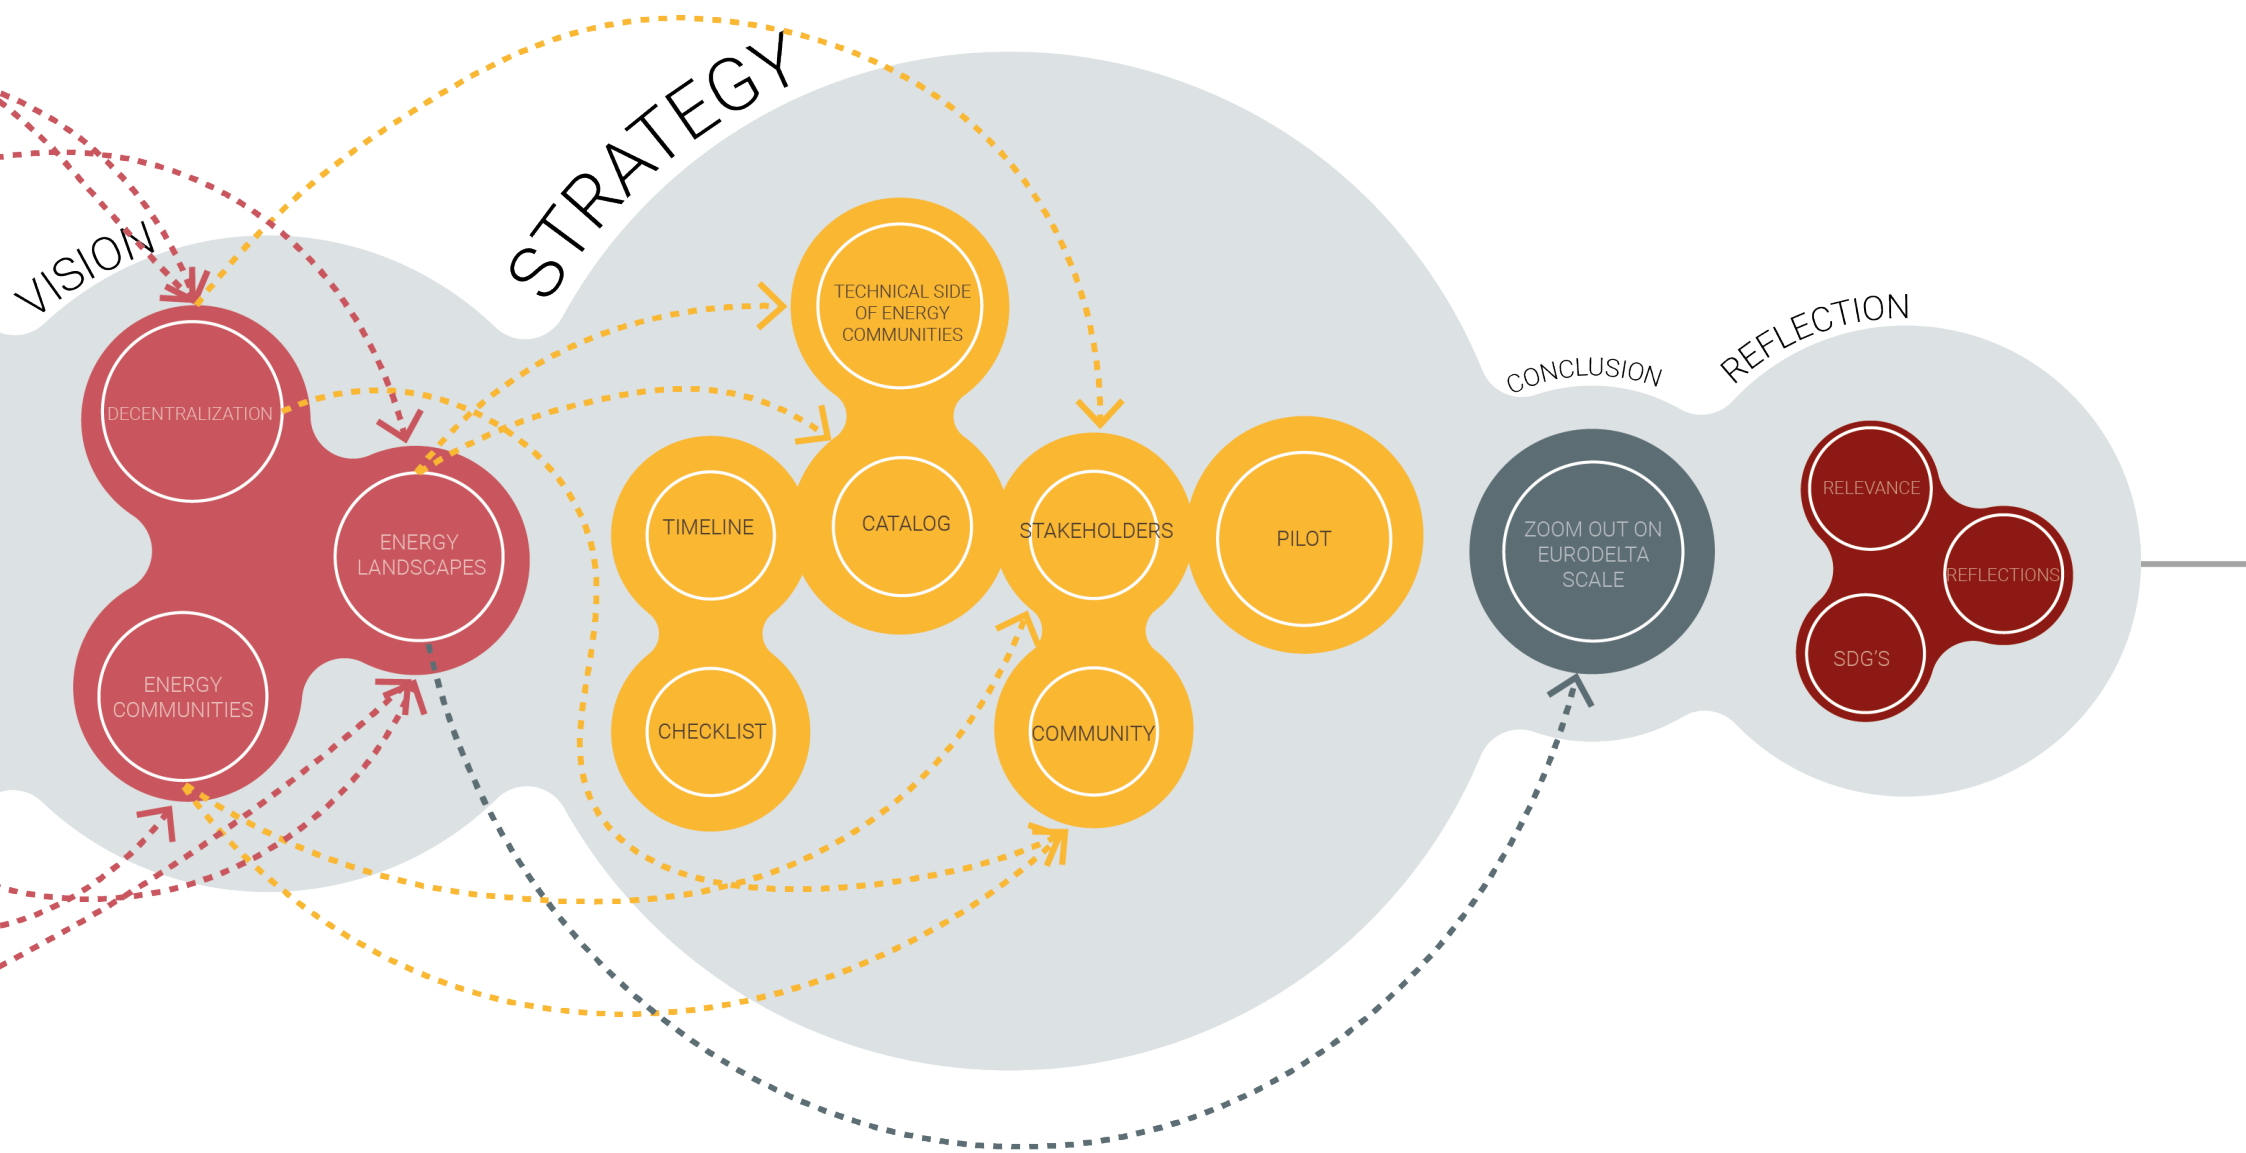 VISION
DECENTRALIZATION
ENERGY
LANDSCAPES
ENERGY
COMMUNITIES
STRATEGY
TECHNICAL SIDE
OF ENERGY
COMMUNITIES
TIMELINE
CATALOG
STAKEHOLDERS
PILOT
CHECKLIST
COMMUNITY
CONCLUSION
ZOOM OUT ON
EURODELTA
SCALE
REFLECTION
RELEVANCE
REFLECTIONS
SDG'S